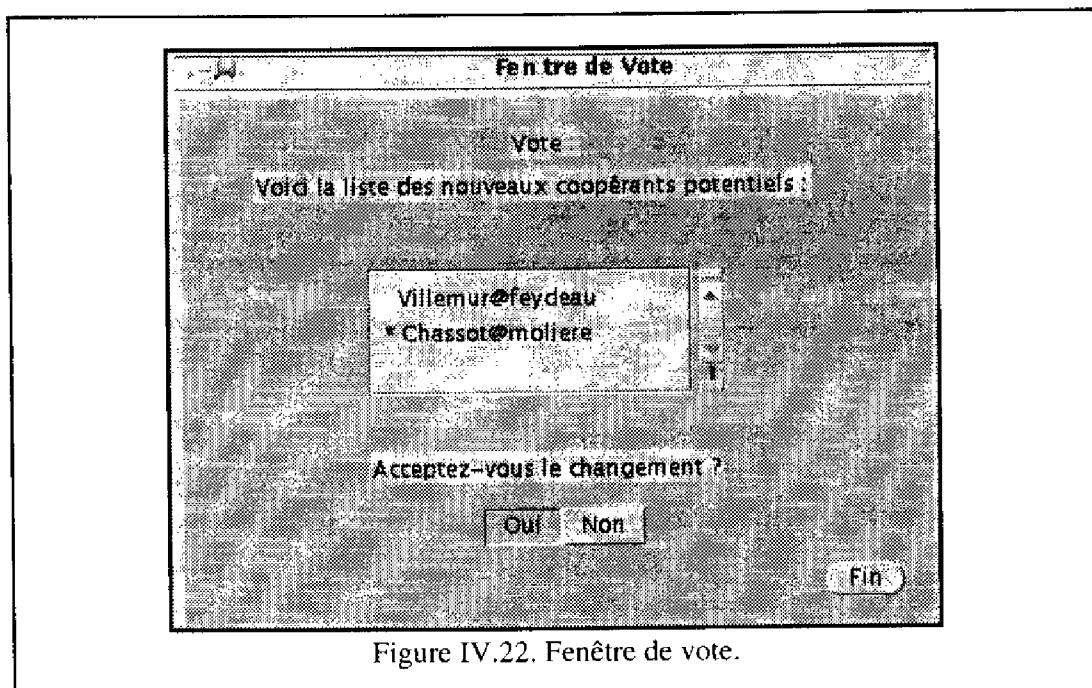 Fen tre de Vote
Vote :
Voici la liste des nouveaux coopérants potentiels :
Villemur@feydeau
* Chassot@moliere
Acceptez-vous le changement ?
Oui Non
Fin
Figure IV.22. Fenêtre de vote.